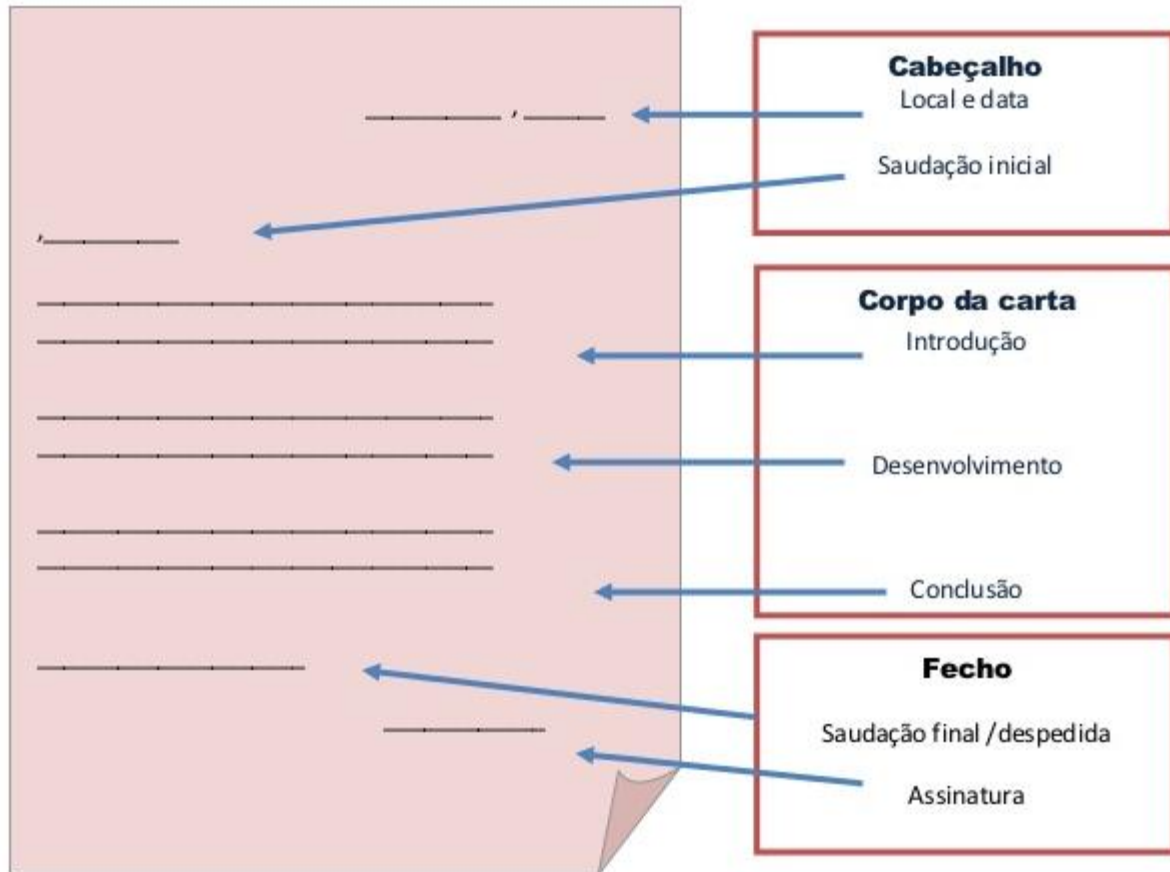 Cabeçalho
Local e data
Saudação inicial
Corpo da carta
Introdução
Desenvolvimento
Conclusão
Fecho
Saudação final /despedida
Assinatura